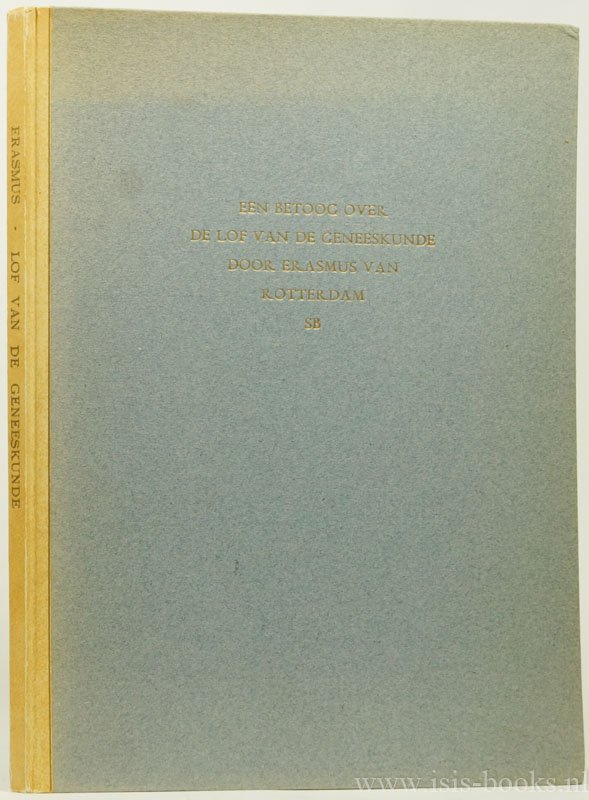 ERASMUS - LOF VAN DE GENEESKUNDE
EEN BETOOG OVER
DE LOF VAN DE GENEESKUNDE
DOOR ERASMUS VAN
ROTTERDAM
SB
www.isis-books.nl